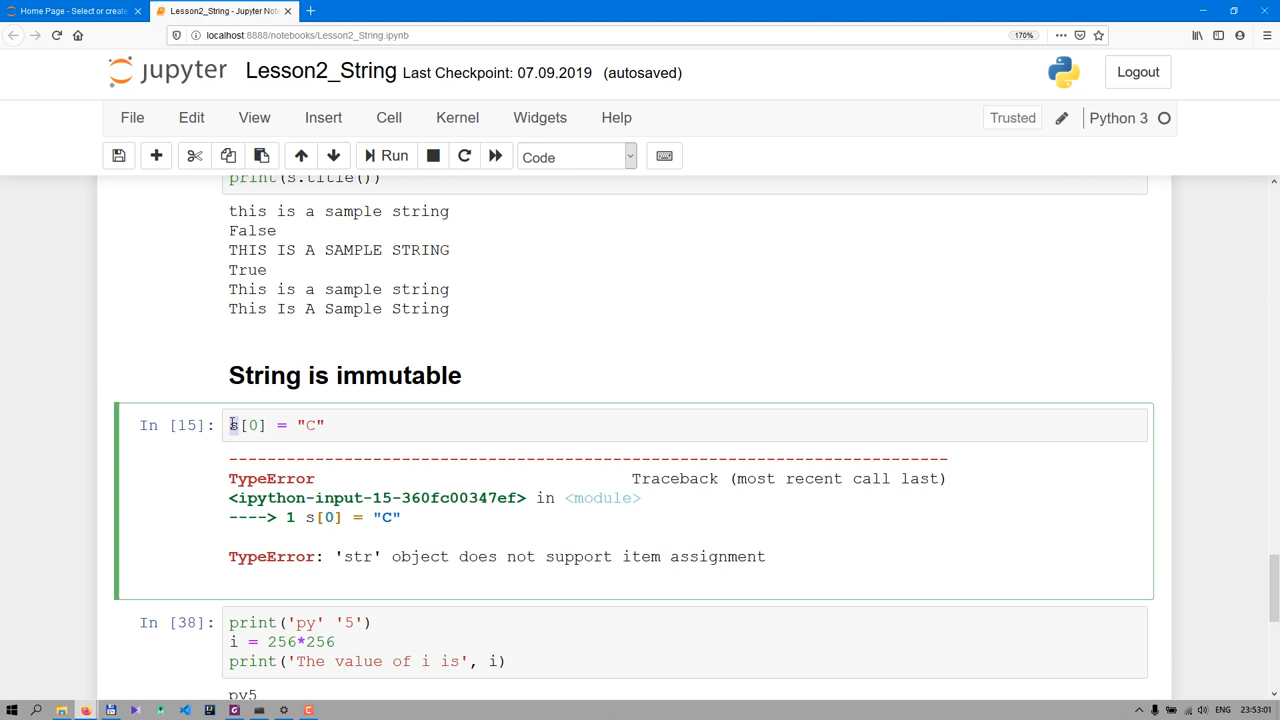 Home Page - Select or create
Lesson2_String - Jupyter Not
localhost:8888/notebooks/Lesson2_String.ipynb
170%
jupyter
Lesson2_String Last Checkpoint: 07.09.2019 (autosaved)
Logout
File Edit View Insert Cell Kernel Widgets Help
Trusted
Python 3
Run
Code
print(s.title())
this is a sample string
False
THIS IS A SAMPLE STRING
True
This is a sample string
This Is A Sample String
String is immutable
In [15]: s[0] = "C"
---------------------------------------------------------------------------
TypeError Traceback (most recent call last)
<ipython-input-15-360fc00347ef> in <module>
----> 1 s[0] = "C"
TypeError: 'str' object does not support item assignment
In [38]: print('py' '5')
i = 256*256
print('The value of i is', i)
py5
ENG 23:53:01